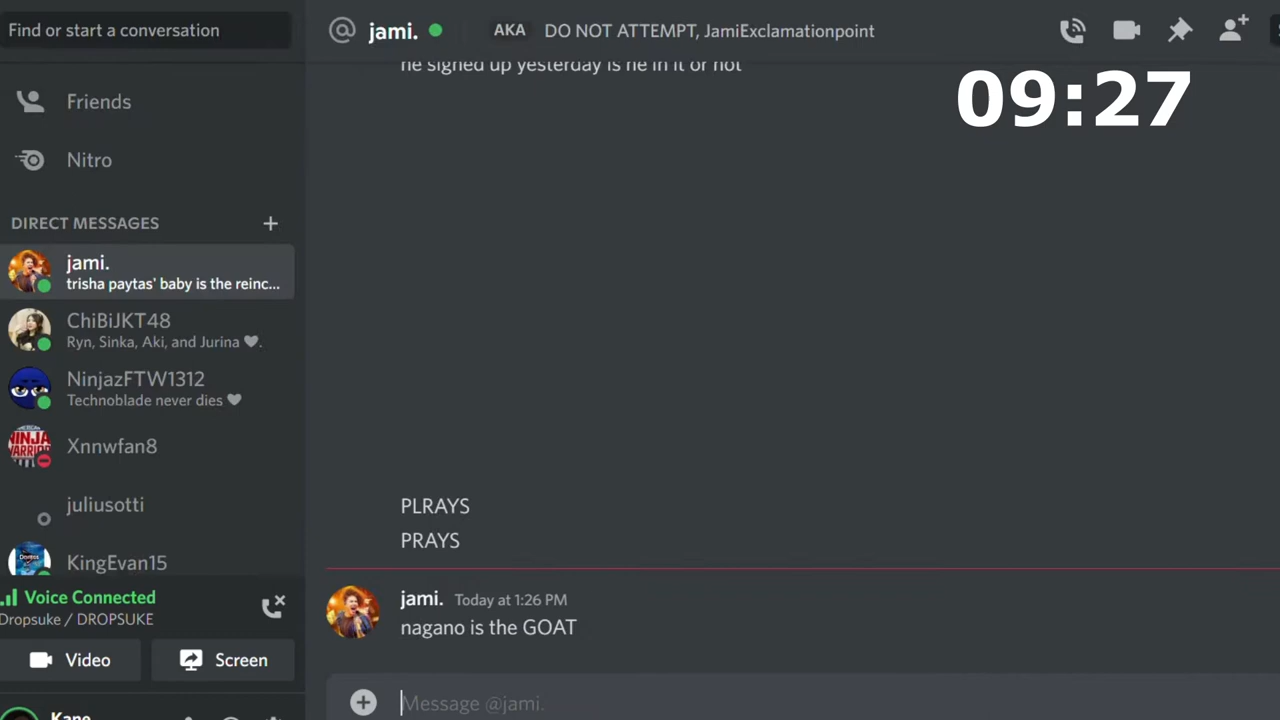 Find or start a conversation
Friends
Nitro
DIRECT MESSAGES
jami.
trisha paytas' baby is the reinc...
ChiBiJKT48
Ryn, Sinka, Aki, and Jurina ♥.
NinjazFTW1312
Technoblade never dies ♥
Xnnwfan8
juliusotti
KingEvan15
Voice Connected
Dropsuke / DROPSUKE
Video
Screen
Kano
@ jami.
AKA DO NOT ATTEMPT, JamiExclamationpoint
he signed up yesterday is he in it or not
09:27
PLRAYS
PRAYS
jami. Today at 1:26 PM
nagano is the GOAT
Message @jami.